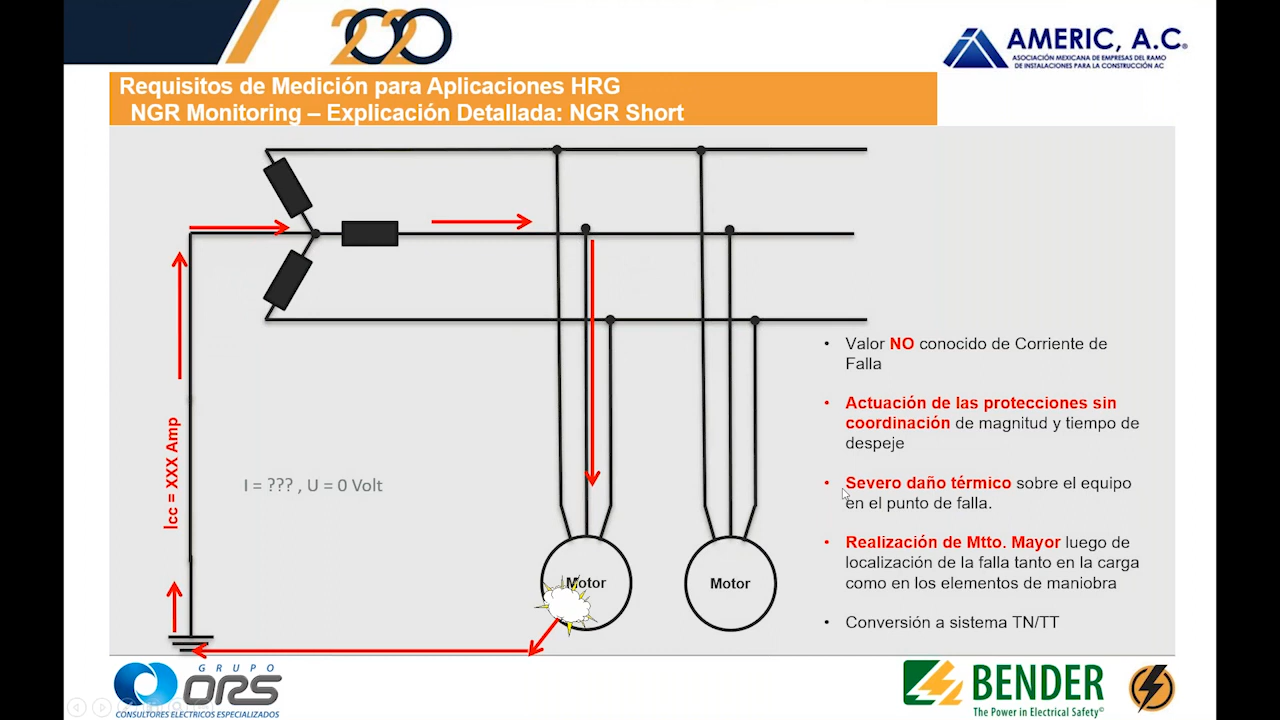 2020
AMERIC, A.C.
ASOCIACIÓN MEXICANA DE EMPRESAS DEL RAMO
DE INSTALACIONES PARA LA CONSTRUCCIÓN AC
Requisitos de Medición para Aplicaciones HRG
NGR Monitoring – Explicación Detallada: NGR Short
• Valor NO conocido de Corriente de
Falla
• Actuación de las protecciones sin
coordinación de magnitud y tiempo de
despeje
• Severo daño térmico sobre el equipo
en el punto de falla.
• Realización de Mtto. Mayor luego de
localización de la falla tanto en la carga
como en los elementos de maniobra
• Conversión a sistema TN/TT
Icc = XXX Amp
I = ??? , U = 0 Volt
Motor
Motor
GRUPO
ORS
CONSULTORES ELECTRICOS ESPECIALIZADOS
BENDER
The Power in Electrical Safety©